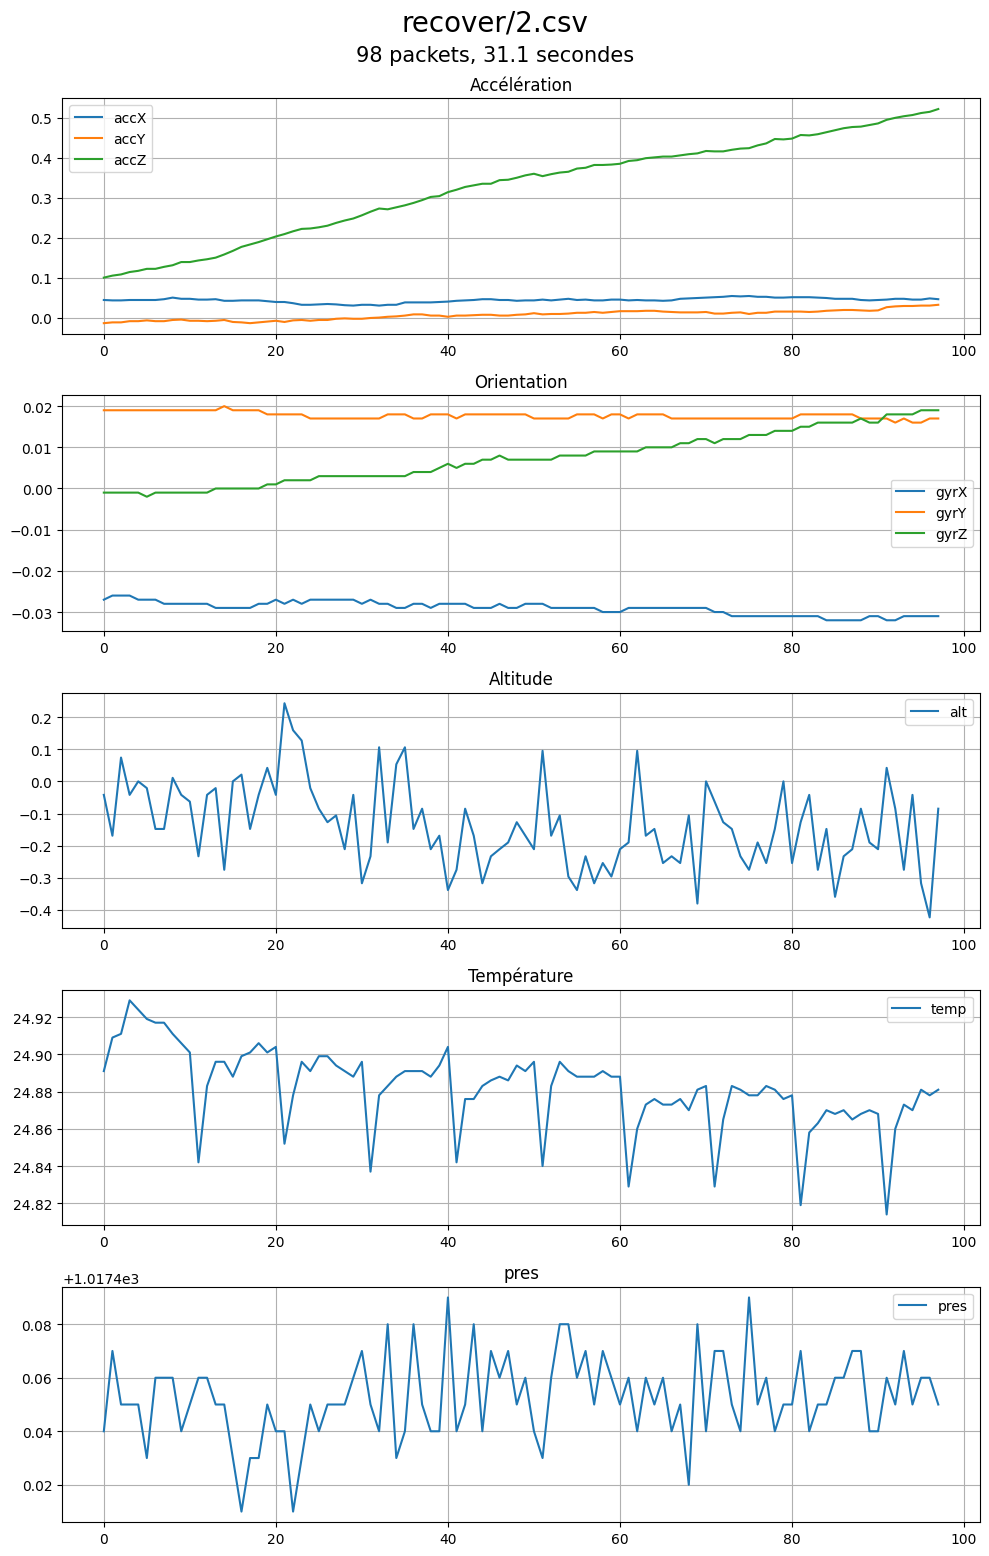 recover/2.csv
98 packets, 31.1 secondes
Accélération
accX
accY
accZ
0.5
0.4
0.3
0.2
0.1
0.0
0 20 40 60 80 100
Orientation
0.02
0.01
0.00
−0.01
−0.02
−0.03
gyrX
gyrY
gyrZ
0 20 40 60 80 100
Altitude
alt
0.2
0.1
0.0
−0.1
−0.2
−0.3
−0.4
0 20 40 60 80 100
Température
temp
24.92
24.90
24.88
24.86
24.84
24.82
0 20 40 60 80 100
+1.0174e3
pres
pres
0.08
0.06
0.04
0.02
0 20 40 60 80 100